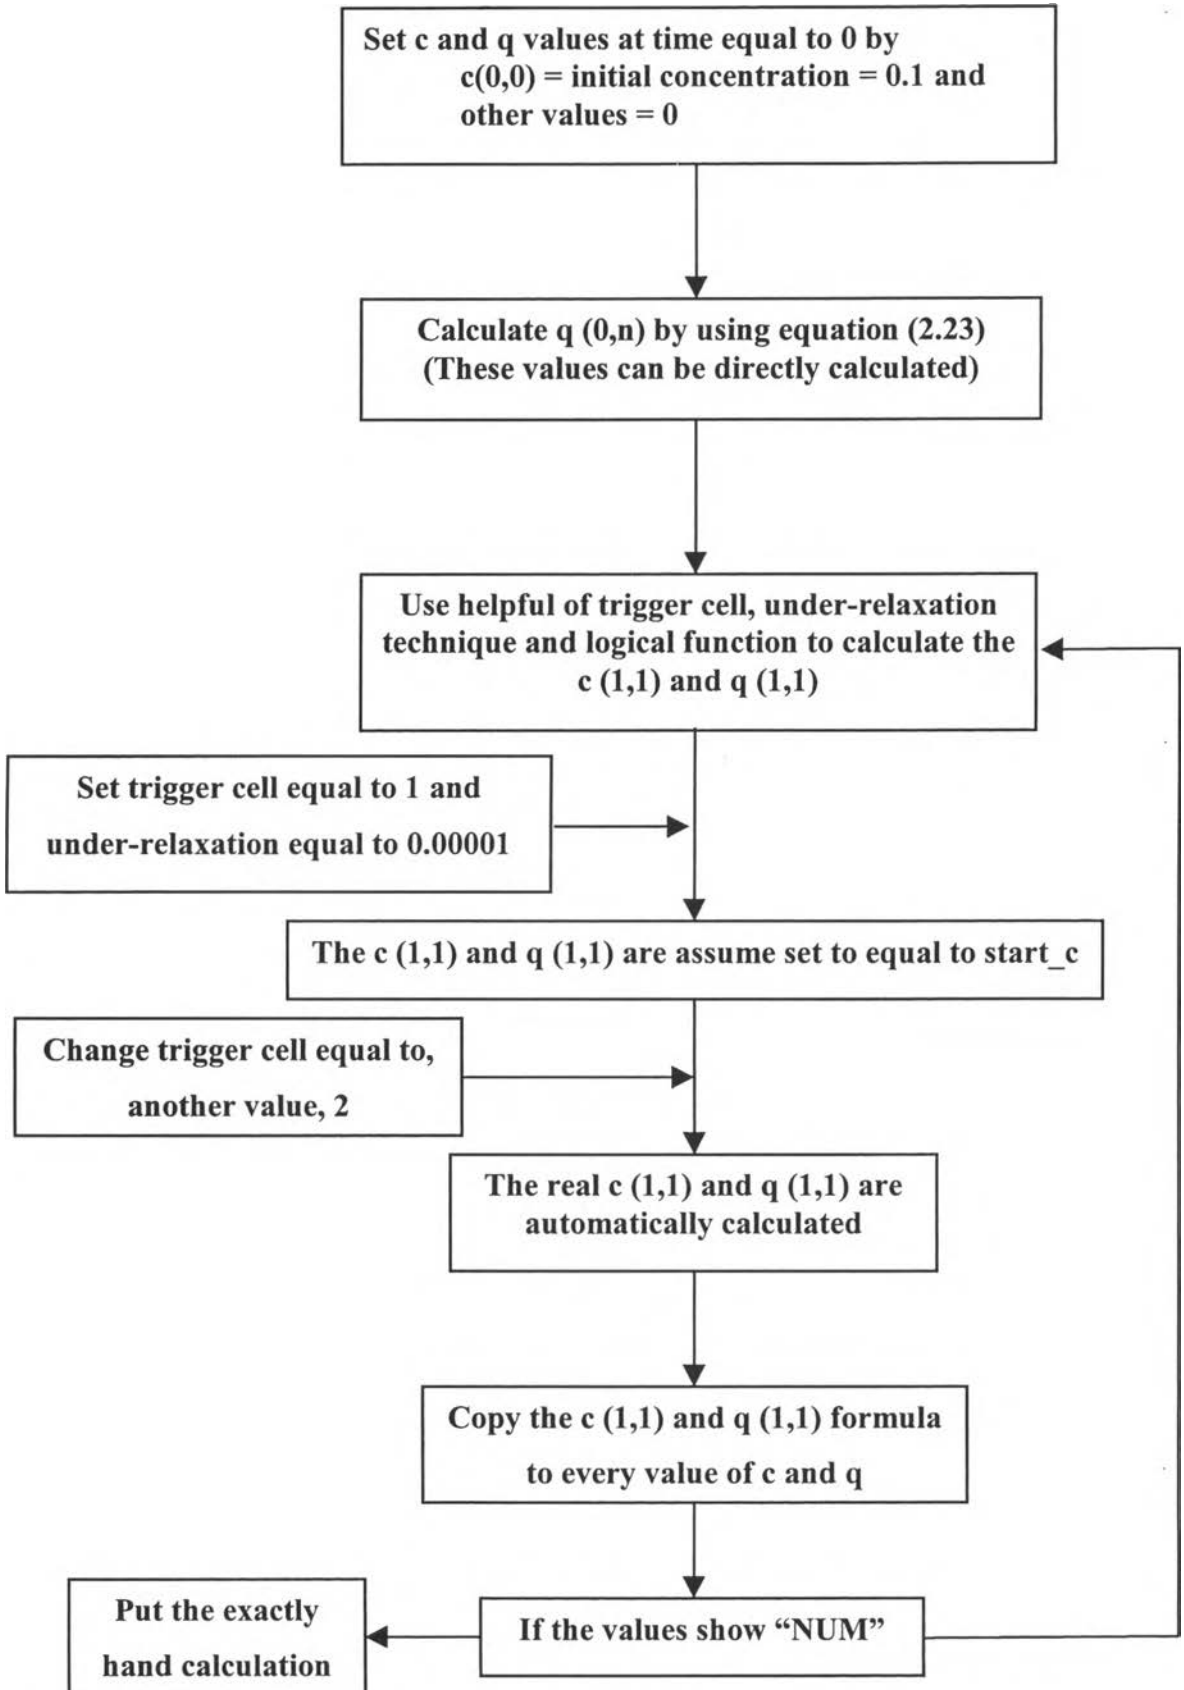 Set c and q values at time equal to 0 by
c(0,0) = initial concentration = 0.1 and
other values = 0
Calculate q (0,n) by using equation (2.23)
(These values can be directly calculated)
Use helpful of trigger cell, under-relaxation
technique and logical function to calculate the
c (1,1) and q (1,1)
Set trigger cell equal to 1 and
under-relaxation equal to 0.00001
The c (1,1) and q (1,1) are assume set to equal to start_c
Change trigger cell equal to,
another value, 2
The real c (1,1) and q (1,1) are
automatically calculated
Copy the c (1,1) and q (1,1) formula
to every value of c and q
If the values show “NUM”
Put the exactly
hand calculation